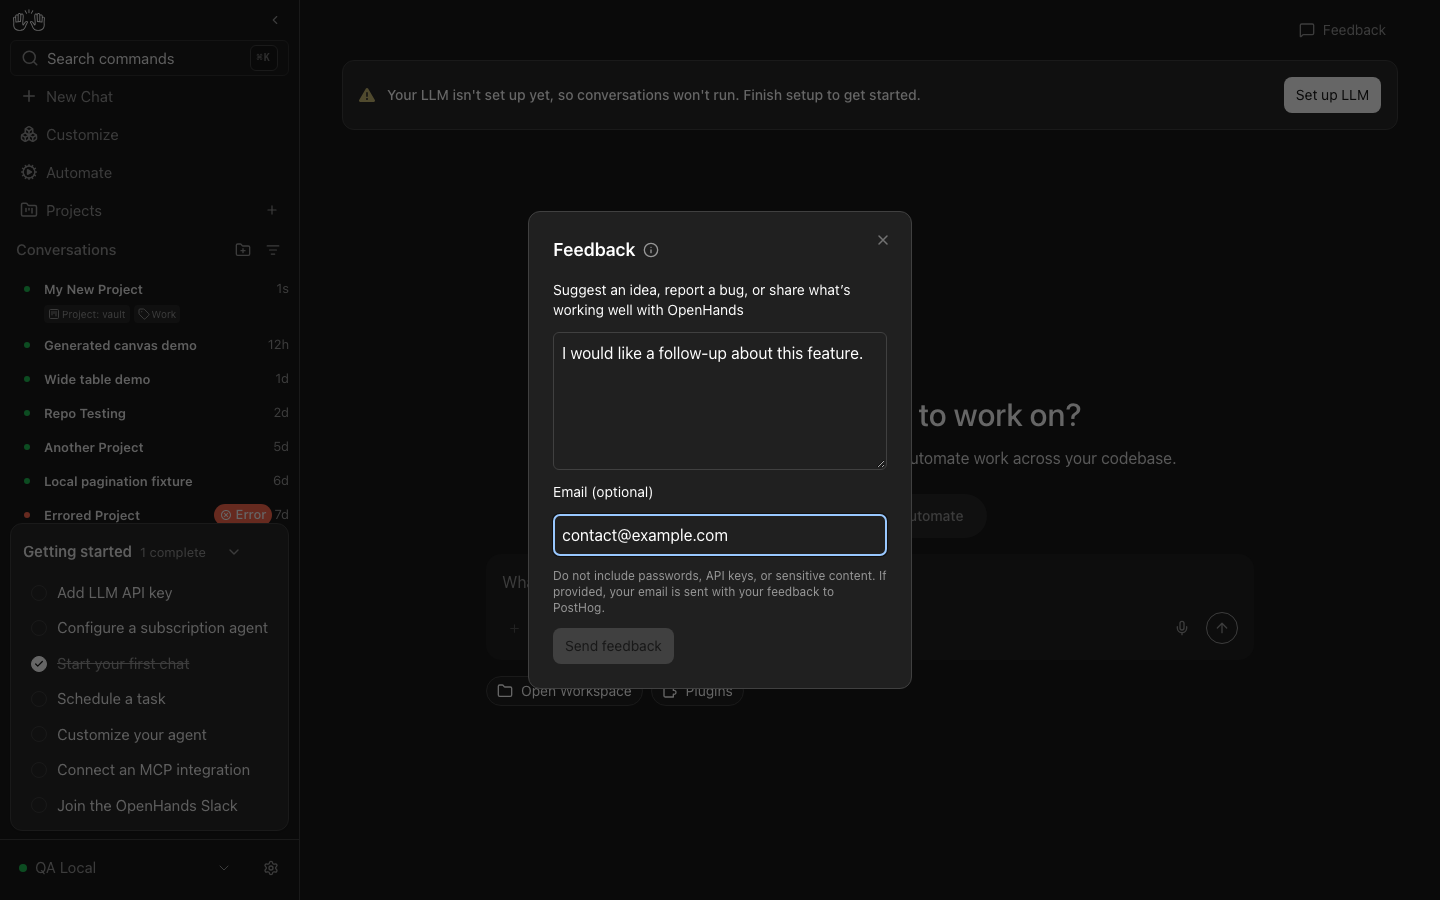 Search commands
⌘K
New Chat
Customize
Automate
Projects
Conversations
My New Project
1s
Project: vault
Work
Generated canvas demo
12h
Wide table demo
1d
Repo Testing
2d
Another Project
5d
Local pagination fixture
6d
Errored Project
Error
7d
Getting started
1 complete
Add LLM API key
Configure a subscription agent
Start your first chat
Schedule a task
Customize your agent
Connect an MCP integration
Join the OpenHands Slack
QA Local
Feedback
Your LLM isn't set up yet, so conversations won't run. Finish setup to get started.
Set up LLM
to work on?
work across your codebase.
Feedback
Suggest an idea, report a bug, or share what’s
working well with OpenHands
I would like a follow-up about this feature.
Email (optional)
contact@example.com
Do not include passwords, API keys, or sensitive content. If
provided, your email is sent with your feedback to
PostHog.
Send feedback
Open Workspace
Plugins